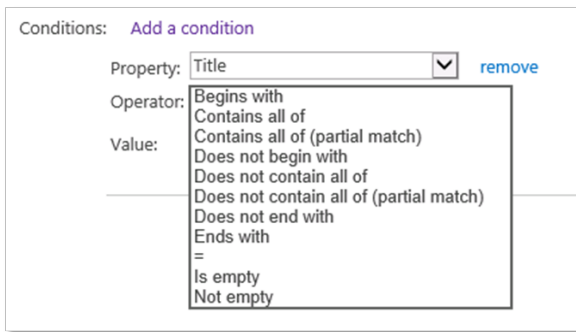 Conditions: Add a condition
Property: Title remove
Operator: Begins with
Contains all of
Value: Contains all of (partial match)
Does not begin with
Does not contain all of
Does not contain all of (partial match)
Does not end with
Ends with
=
Is empty
Not empty